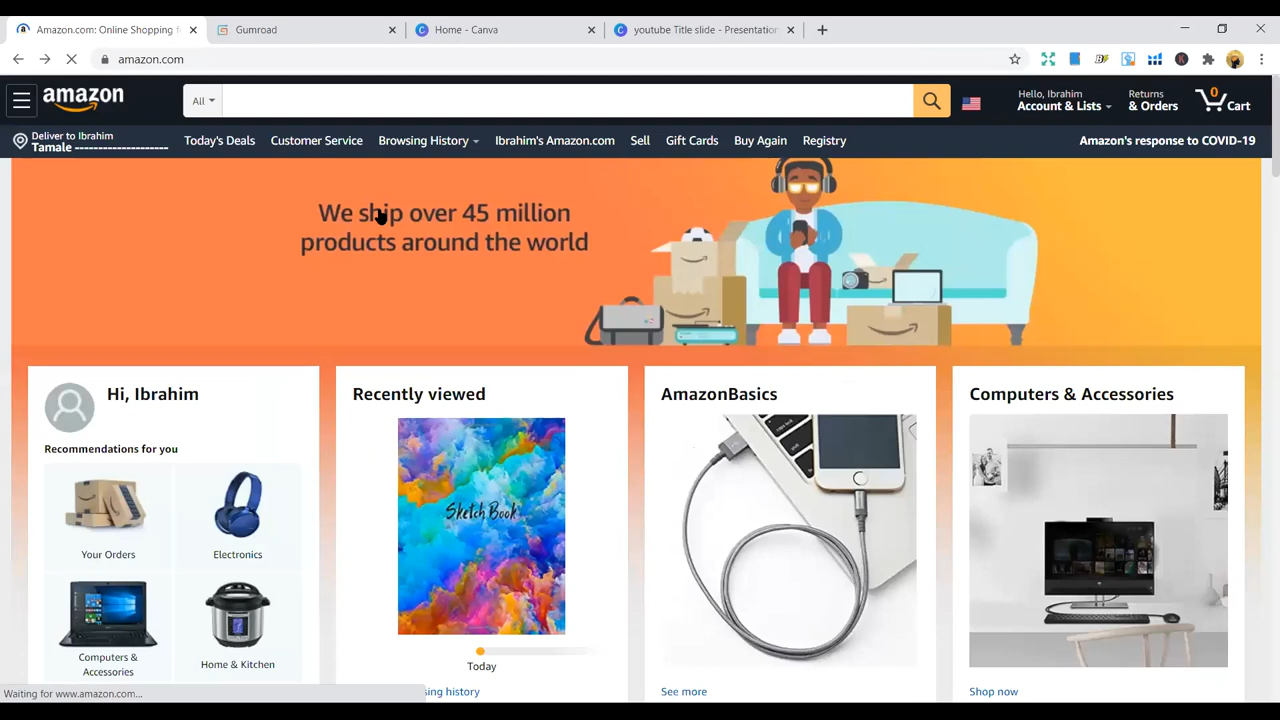 Amazon.com: Online Shopping f
Gumroad
Home - Canva
youtube Title slide - Presentation
amazon.com
amazon
All
Hello, Ibrahim
Account & Lists
Returns
& Orders
0
Cart
Deliver to Ibrahim
Tamale --------------------
Today's Deals
Customer Service
Browsing History
Ibrahim's Amazon.com
Sell
Gift Cards
Buy Again
Registry
Amazon's response to COVID-19
We ship over 45 million
products around the world
Hi, Ibrahim
Recommendations for you
Your Orders
Electronics
Computers &
Accessories
Home & Kitchen
Recently viewed
Sketch Book
Today
sing history
AmazonBasics
See more
Computers & Accessories
Shop now
Waiting for www.amazon.com...